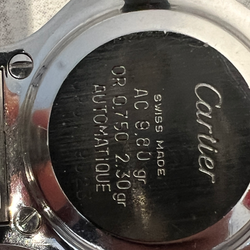 Cartier
SWISS MADE
AC 9.80 gr
OR 0.750 2.30gr
AUTOMATIQUE